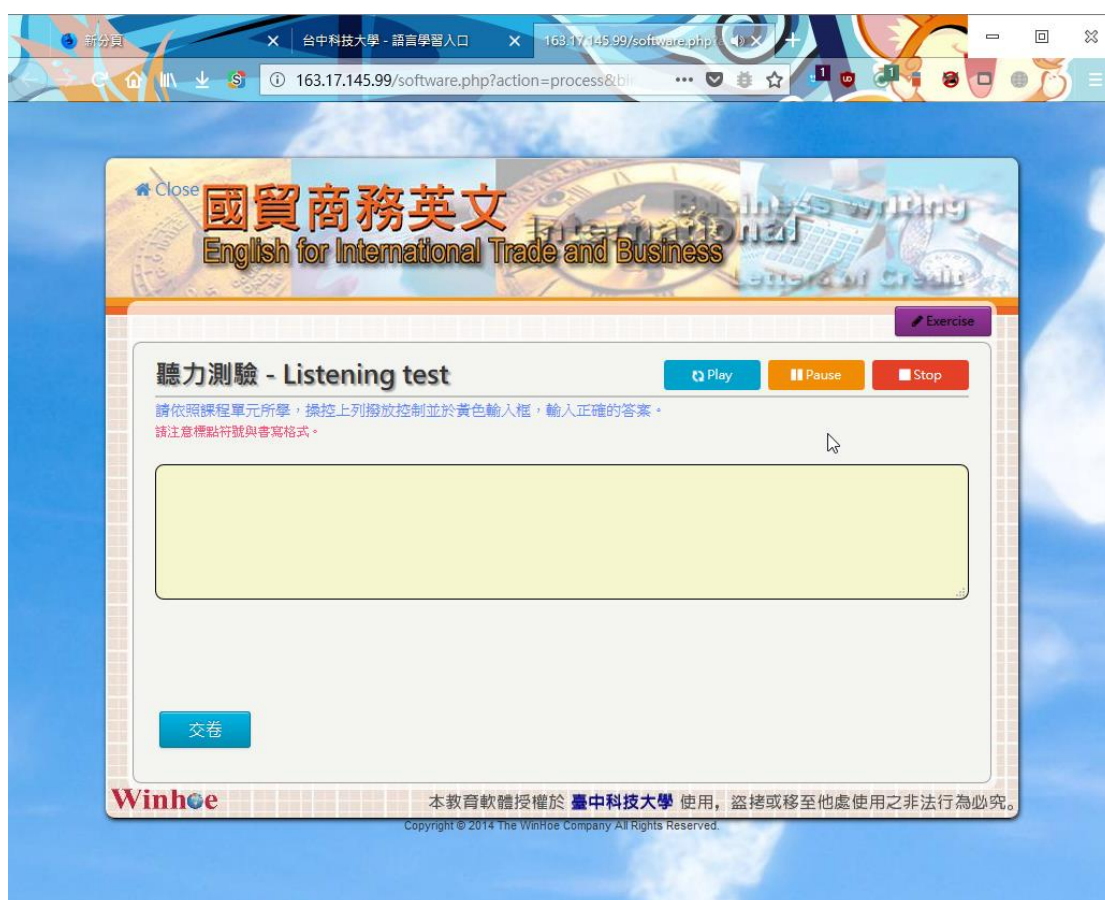 新分頁
台中科技大學 - 語言學習入口
163.17.145.99/software.php?
163.17.145.99/software.php?action=process&bi
1
1
Close
國貿商務英文
English for International Trade and Business
Business writing
International
Letters of Credit
Exercise
聽力測驗 - Listening test
Play
Pause
Stop
請依照課程單元所學，操控上列撥放控制並於黃色輸入框，輸入正確的答案。
請注意標點符號與書寫格式。
交卷
Winhoe
本教育軟體授權於 臺中科技大學 使用，盜拷或移至他處使用之非法行為必究。
Copyright © 2014 The WinHoe Company All Rights Reserved.